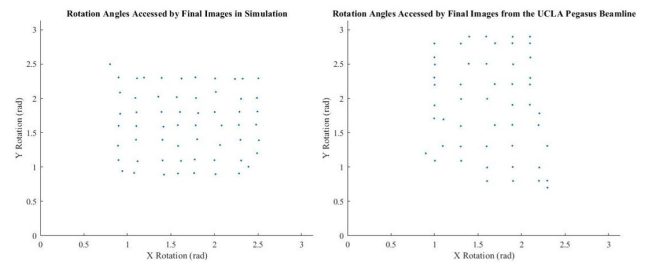 Rotation Angles Accessed by Final Images in Simulation
3
2.5
2
1.5
1
0.5
0
Y Rotation (rad)
0 0.5 1 1.5 2 2.5 3
X Rotation (rad)
Rotation Angles Accessed by Final Images from the UCLA Pegasus Beamline
3
2.5
2
1.5
1
0.5
0
Y Rotation (rad)
0 0.5 1 1.5 2 2.5 3
X Rotation (rad)